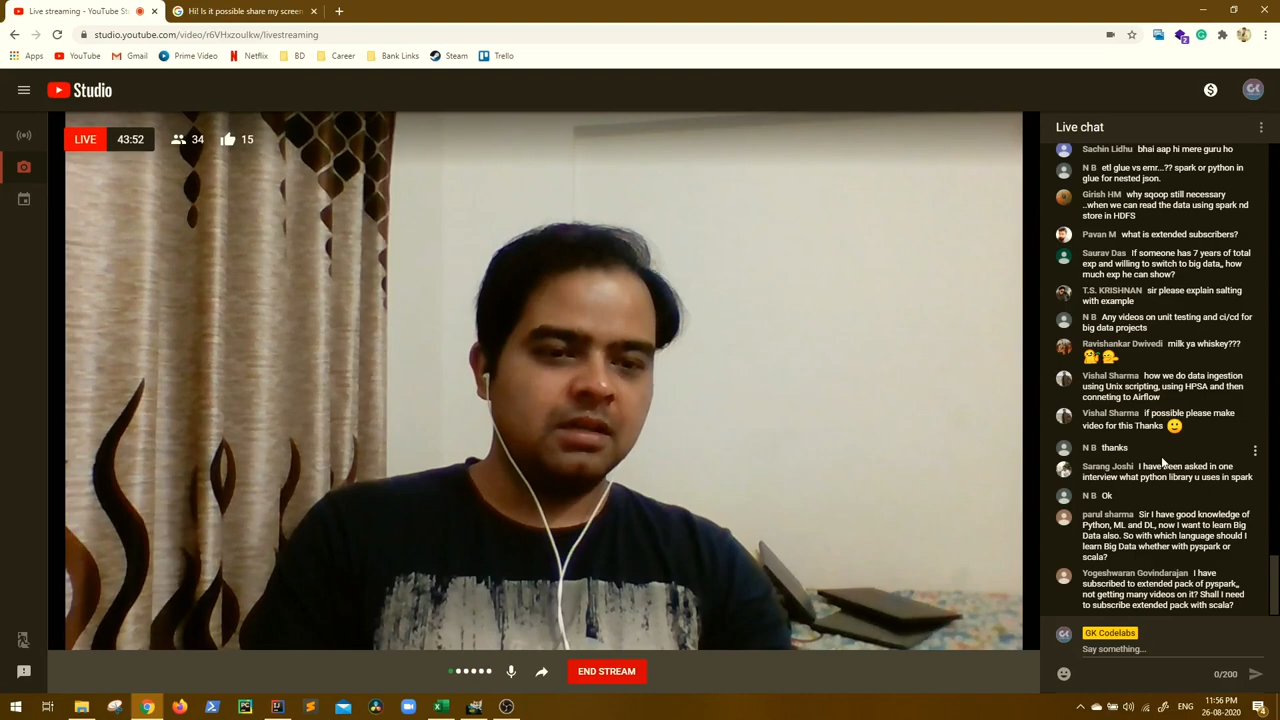 Live streaming - YouTube St
Hi! Is it possible share my screen
studio.youtube.com/video/r6VHxzoulkw/livestreaming
Apps
YouTube
Gmail
Prime Video
Netflix
BD
Career
Bank Links
Steam
Trello
Studio
LIVE 43:52 34 15
Live chat
Sachin Lidhu bhai aap hi mere guru ho
N B etl glue vs emr...?? spark or python in
glue for nested json.
Girish HM why sqoop still necessary
..when we can read the data using spark nd
store in HDFS
Pavan M what is extended subscribers?
Saurav Das If someone has 7 years of total
exp and willing to switch to big data,, how
much exp he can show?
T.S. KRISHNAN sir please explain salting
with example
N B Any videos on unit testing and ci/cd for
big data projects
Ravishankar Dwivedi milk ya whiskey???
Vishal Sharma how we do data ingestion
using Unix scripting, using HPSA and then
conneting to Airflow
Vishal Sharma if possible please make
video for this Thanks
N B thanks
Sarang Joshi I have been asked in one
interview what python library u uses in spark
N B Ok
parul sharma Sir I have good knowledge of
Python, ML and DL, now I want to learn Big
Data also. So with which language should I
learn Big Data whether with pyspark or
scala?
Yogeshwaran Govindarajan I have
subscribed to extended pack of pyspark,,
not getting many videos on it? Shall I need
to subscribe extended pack with scala?
GK Codelabs
Say something...
0/200
END STREAM
ENG
11:56 PM
26-08-2020